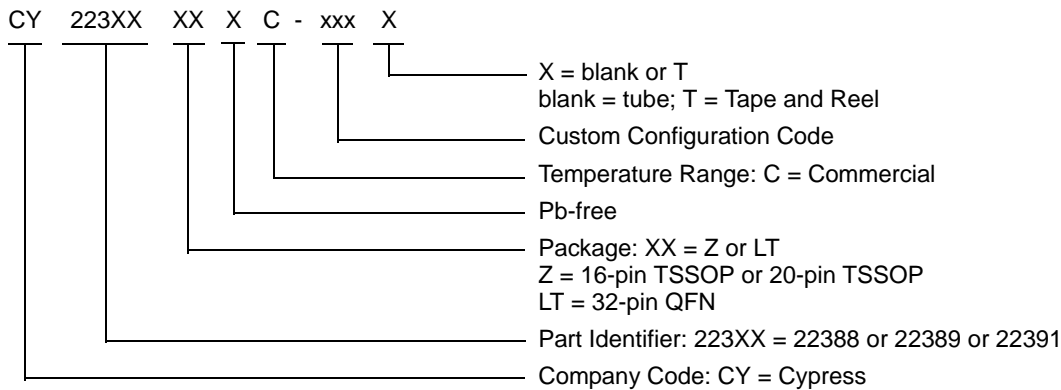 CY 223XX XX X C - xxx X
X = blank or T
blank = tube; T = Tape and Reel
Custom Configuration Code
Temperature Range: C = Commercial
Pb-free
Package: XX = Z or LT
Z = 16-pin TSSOP or 20-pin TSSOP
LT = 32-pin QFN
Part Identifier: 223XX = 22388 or 22389 or 22391
Company Code: CY = Cypress